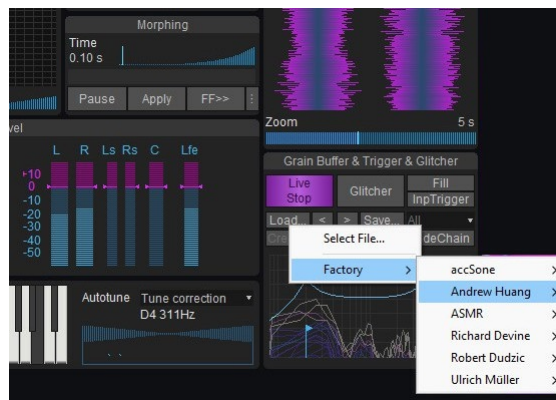 Morphing
Time
0.10 s
Pause Apply FF>>
Zoom 5 s
vel
L R Ls Rs C Lfe
+10
0
-10
-20
-30
-40
-50
Grain Buffer & Trigger & Glitcher
Live Stop Glitcher Fill
InpTrigger
Load... < > Save... All
Cre
deChain
Select File...
Factory >
accSone >
Andrew Huang >
ASMR >
Richard Devine >
Robert Dudzic >
Ulrich Müller >
Autotune Tune correction
D4 311Hz